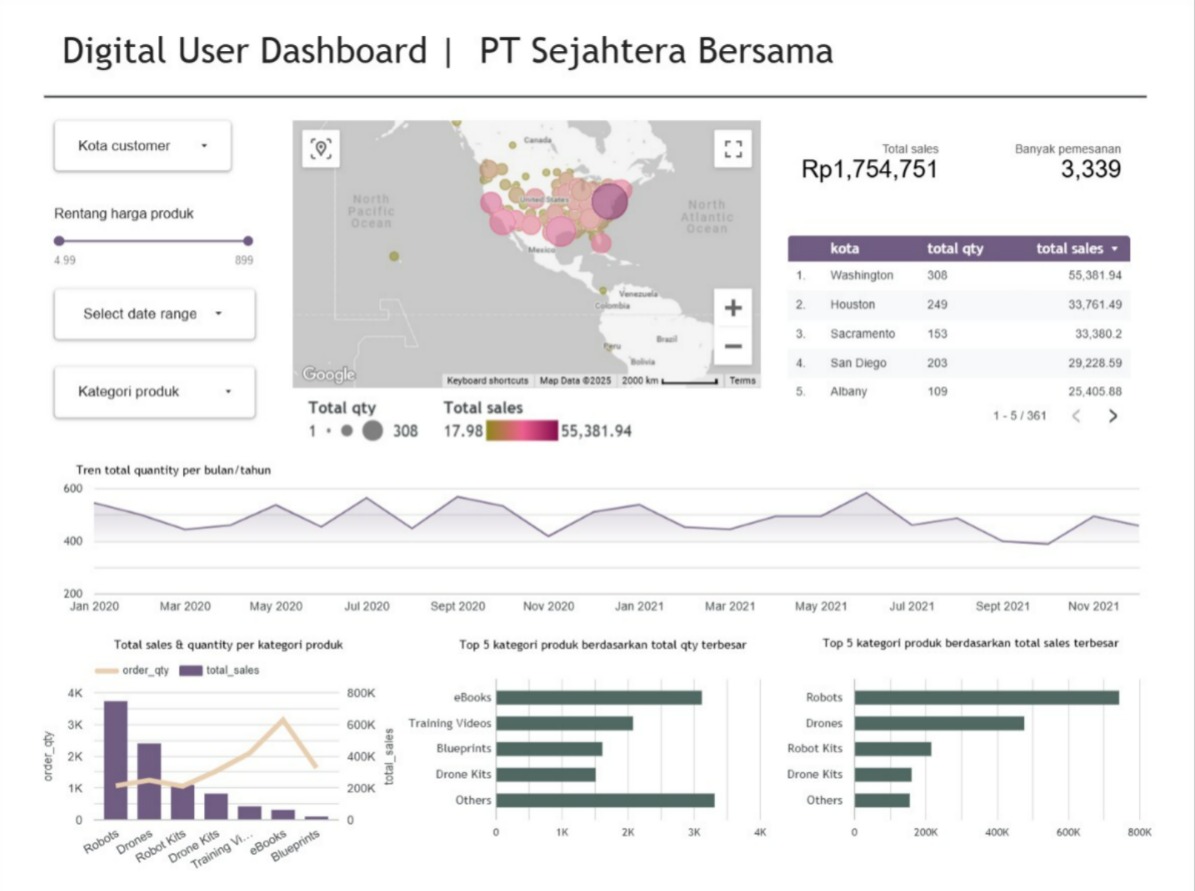 Digital User Dashboard | PT Sejahtera Bersama
Kota customer
Rentang harga produk
4.99 899
Select date range
Kategori produk
Canada
North Pacific Ocean
United States
North Atlantic Ocean
Mexico
Venezuela
Colombia
Peru
Brazil
Bolivia
Google
Keyboard shortcuts Map Data ©2025 2000 km Terms
Total qty
1 308
Total sales
17.98 55,381.94
Total sales
Rp1,754,751
Banyak pemesanan
3,339
kota total qty total sales
1. Washington 308 55,381.94
2. Houston 249 33,761.49
3. Sacramento 153 33,380.2
4. San Diego 203 29,228.59
5. Albany 109 25,405.88
1 - 5 / 361
Tren total quantity per bulan/tahun
600
400
200
Jan 2020 Mar 2020 May 2020 Jul 2020 Sept 2020 Nov 2020 Jan 2021 Mar 2021 May 2021 Jul 2021 Sept 2021 Nov 2021
Total sales & quantity per kategori produk
order_qty total_sales
4K 800K
3K 600K
2K 400K
1K 200K
0 0
order_qty
total_sales
Robots Drones Robot Kits Drone Kits Training Vi... eBooks Blueprints
Top 5 kategori produk berdasarkan total qty terbesar
eBooks
Training Videos
Blueprints
Drone Kits
Others
0 1K 2K 3K 4K
Top 5 kategori produk berdasarkan total sales terbesar
Robots
Drones
Robot Kits
Drone Kits
Others
0 200K 400K 600K 800K